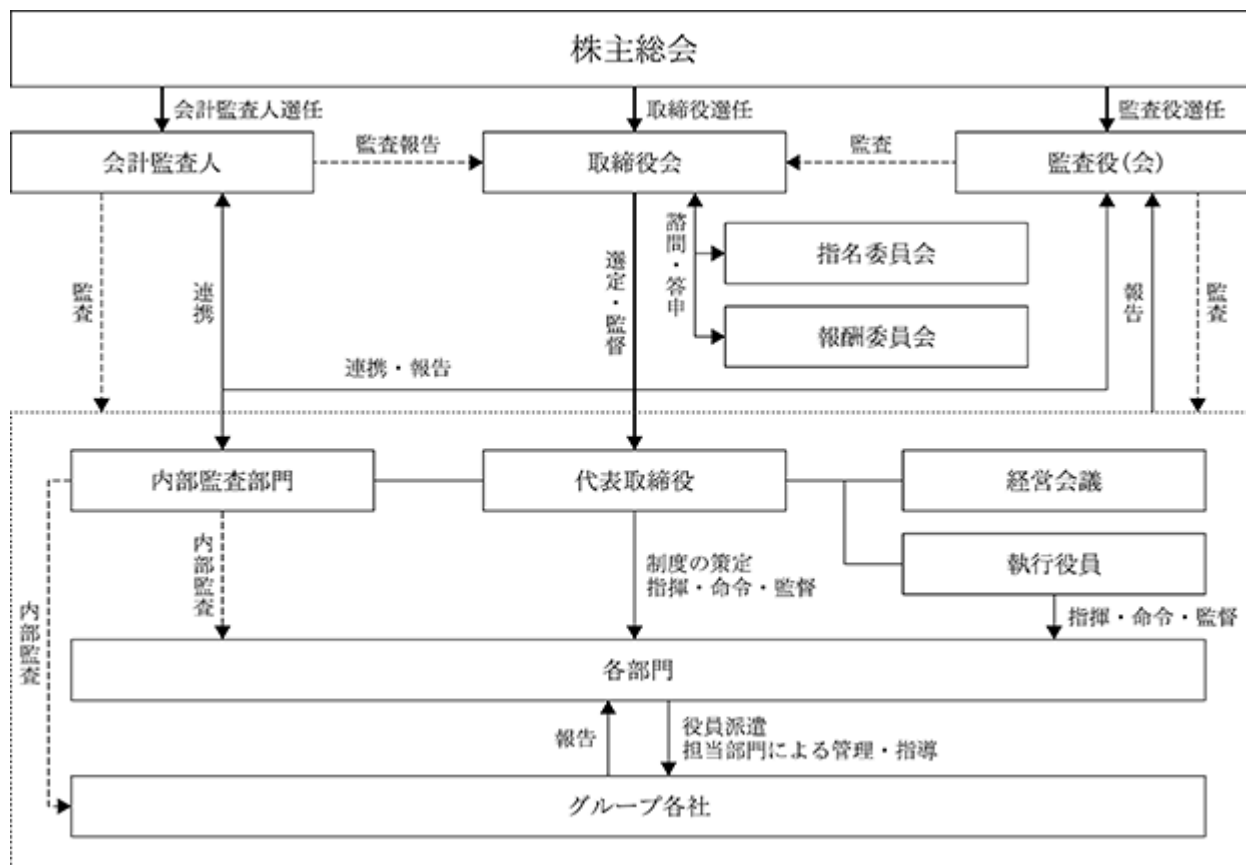 株主総会
会計監査人選任
取締役選任
監査役選任
会計監査人
監査報告
取締役会
監査
監査役(会)
監査
連携
選定・監督
諮問・答申
指名委員会
報酬委員会
報告
監査
連携・報告
内部監査部門
代表取締役
経営会議
内部監査
内部監査
制度の策定
指揮・命令・監督
執行役員
指揮・命令・監督
各部門
報告
役員派遣
担当部門による管理・指導
グループ各社